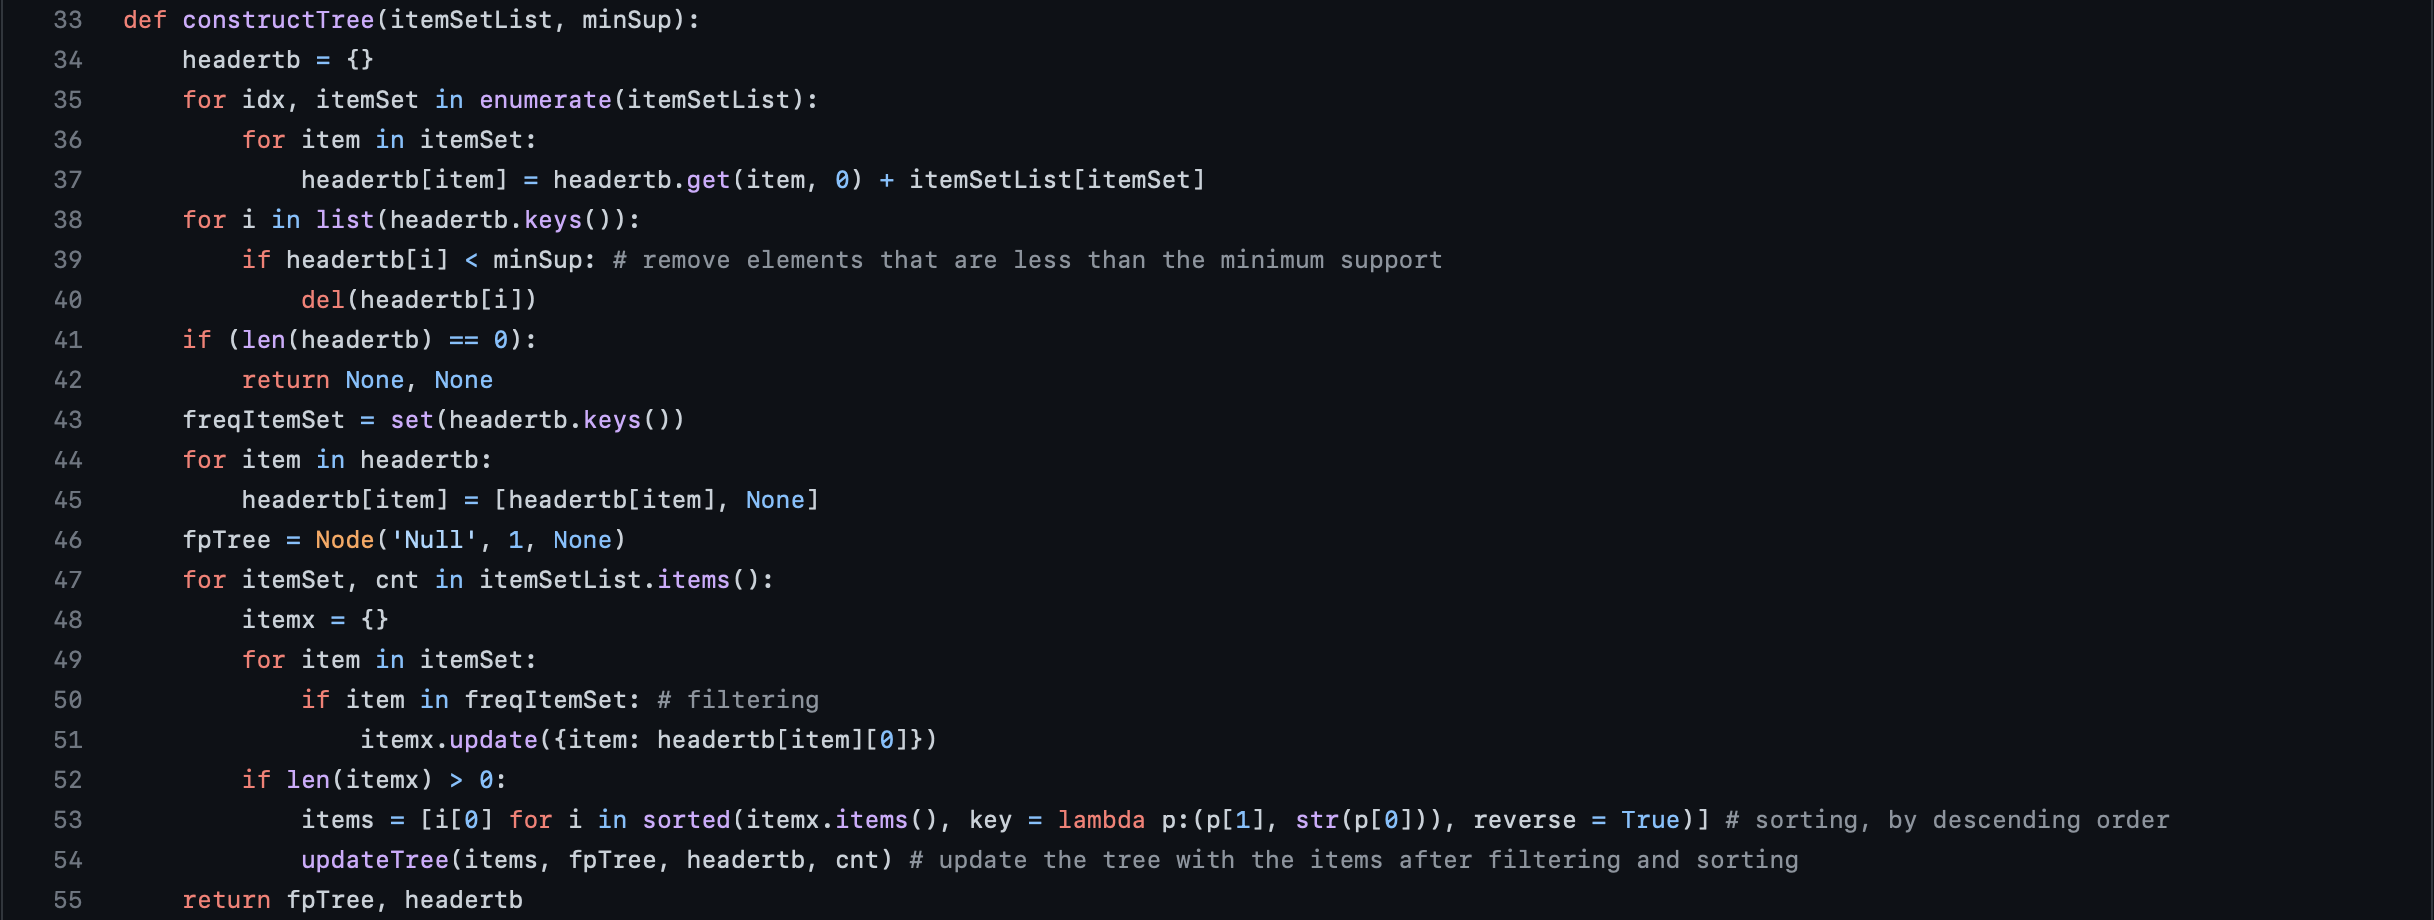 33 def constructTree(itemSetList, minSup):
34     headertb = {}
35     for idx, itemSet in enumerate(itemSetList):
36         for item in itemSet:
37             headertb[item] = headertb.get(item, 0) + itemSetList[itemSet]
38     for i in list(headertb.keys()):
39         if headertb[i] < minSup: # remove elements that are less than the minimum support
40             del(headertb[i])
41     if (len(headertb) == 0):
42         return None, None
43     freqItemSet = set(headertb.keys())
44     for item in headertb:
45         headertb[item] = [headertb[item], None]
46     fpTree = Node('Null', 1, None)
47     for itemSet, cnt in itemSetList.items():
48         itemx = {}
49         for item in itemSet:
50             if item in freqItemSet: # filtering
51                 itemx.update({item: headertb[item][0]})
52         if len(itemx) > 0:
53             items = [i[0] for i in sorted(itemx.items(), key = lambda p:(p[1], str(p[0])), reverse = True)] # sorting, by descending order
54             updateTree(items, fpTree, headertb, cnt) # update the tree with the items after filtering and sorting
55     return fpTree, headertb